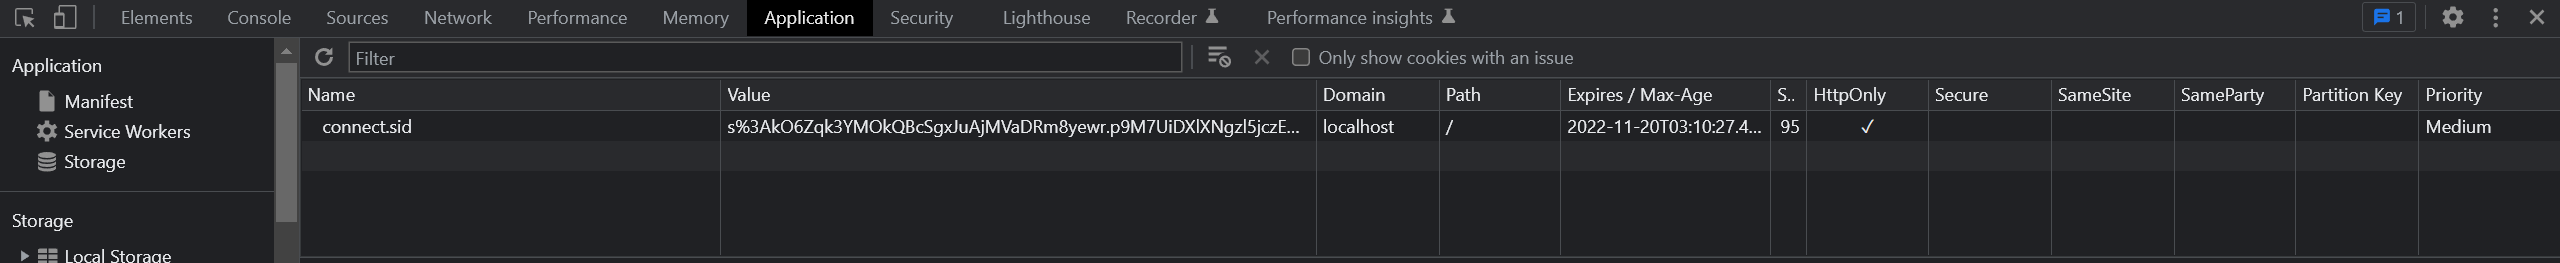 Elements Console Sources Network Performance Memory Application Security Lighthouse Recorder Performance insights 1
Application
Manifest
Service Workers
Storage
Storage
Local Storage
Filter
Only show cookies with an issue
Name Value Domain Path Expires / Max-Age S.. HttpOnly Secure SameSite SameParty Partition Key Priority
connect.sid s%3AkO6Zqk3YMOkQBcSgxJuAjMVaDRm8yewr.p9M7UiDXlXNgzl5jczE... localhost / 2022-11-20T03:10:27.4... 95 ✓ Medium